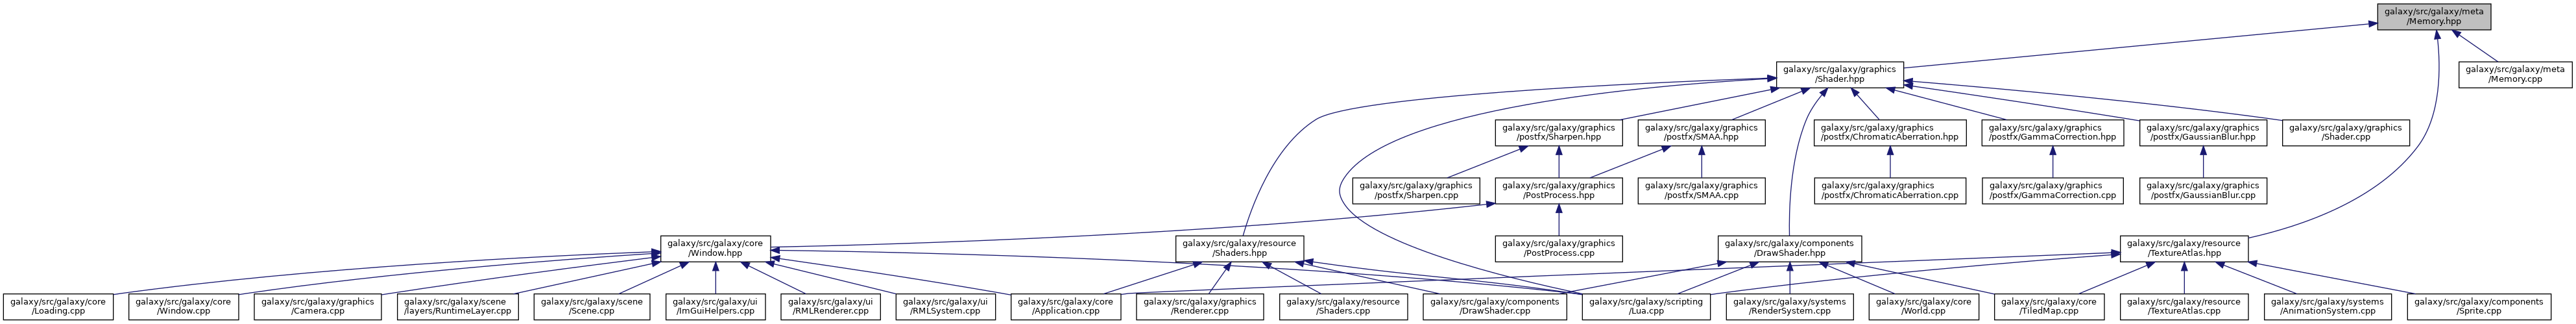 galaxy/src/galaxy/meta
/Memory.hpp
galaxy/src/galaxy/graphics
/Shader.hpp
galaxy/src/galaxy/meta
/Memory.cpp
galaxy/src/galaxy/graphics
/postfx/Sharpen.hpp
galaxy/src/galaxy/graphics
/postfx/SMAA.hpp
galaxy/src/galaxy/graphics
/postfx/ChromaticAberration.hpp
galaxy/src/galaxy/graphics
/postfx/GammaCorrection.hpp
galaxy/src/galaxy/graphics
/postfx/GaussianBlur.hpp
galaxy/src/galaxy/graphics
/Shader.cpp
galaxy/src/galaxy/graphics
/postfx/Sharpen.cpp
galaxy/src/galaxy/graphics
/PostProcess.hpp
galaxy/src/galaxy/graphics
/postfx/SMAA.cpp
galaxy/src/galaxy/graphics
/postfx/ChromaticAberration.cpp
galaxy/src/galaxy/graphics
/postfx/GammaCorrection.cpp
galaxy/src/galaxy/graphics
/postfx/GaussianBlur.cpp
galaxy/src/galaxy/core
/Window.hpp
galaxy/src/galaxy/resource
/Shaders.hpp
galaxy/src/galaxy/graphics
/PostProcess.cpp
galaxy/src/galaxy/components
/DrawShader.hpp
galaxy/src/galaxy/resource
/TextureAtlas.hpp
galaxy/src/galaxy/core
/Loading.cpp
galaxy/src/galaxy/core
/Window.cpp
galaxy/src/galaxy/graphics
/Camera.cpp
galaxy/src/galaxy/scene
/layers/RuntimeLayer.cpp
galaxy/src/galaxy/scene
/Scene.cpp
galaxy/src/galaxy/ui
/ImGuiHelpers.cpp
galaxy/src/galaxy/ui
/RMLRenderer.cpp
galaxy/src/galaxy/ui
/RMLSystem.cpp
galaxy/src/galaxy/core
/Application.cpp
galaxy/src/galaxy/graphics
/Renderer.cpp
galaxy/src/galaxy/resource
/Shaders.cpp
galaxy/src/galaxy/components
/DrawShader.cpp
galaxy/src/galaxy/scripting
/Lua.cpp
galaxy/src/galaxy/systems
/RenderSystem.cpp
galaxy/src/galaxy/core
/World.cpp
galaxy/src/galaxy/core
/TiledMap.cpp
galaxy/src/galaxy/resource
/TextureAtlas.cpp
galaxy/src/galaxy/systems
/AnimationSystem.cpp
galaxy/src/galaxy/components
/Sprite.cpp